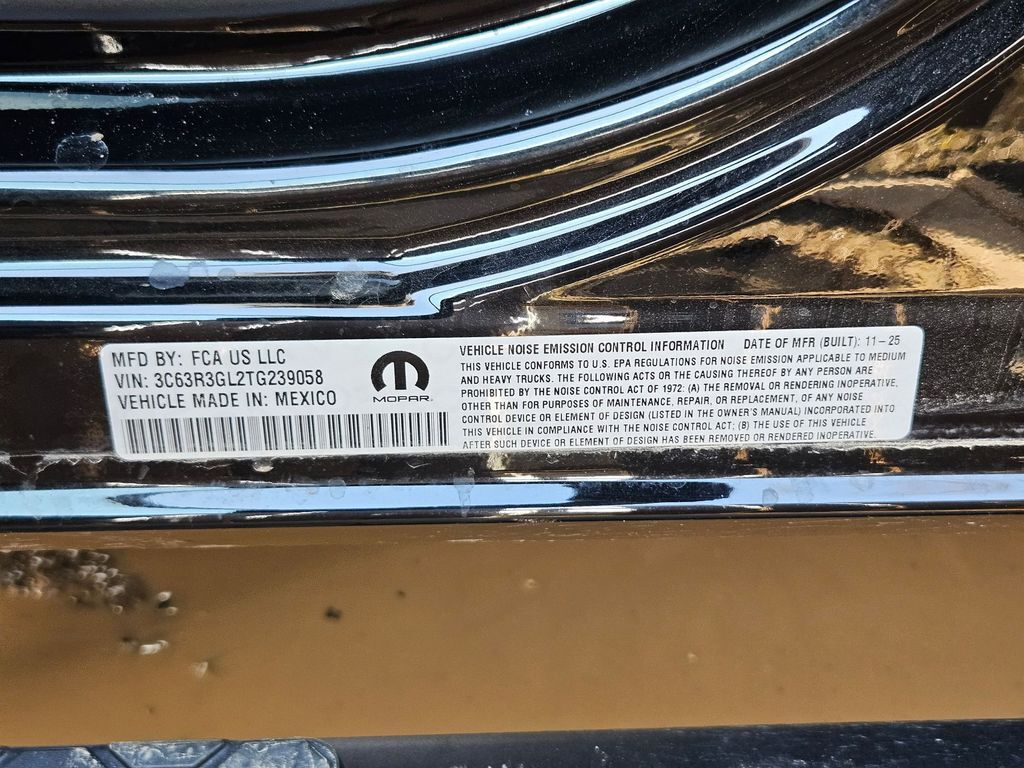 MFD BY: FCA US LLC
VIN: 3C63R3GL2TG239058
VEHICLE MADE IN: MEXICO
MOPAR
VEHICLE NOISE EMISSION CONTROL INFORMATION DATE OF MFR (BUILT): 11-25
THIS VEHICLE CONFORMS TO U.S. EPA REGULATIONS FOR NOISE EMISSION APPLICABLE TO MEDIUM
AND HEAVY TRUCKS. THE FOLLOWING ACTS OR THE CAUSING THEREOF BY ANY PERSON ARE
PROHIBITED BY THE NOISE CONTROL ACT OF 1972: (A) THE REMOVAL OR RENDERING INOPERATIVE,
OTHER THAN FOR PURPOSES OF MAINTENANCE, REPAIR, OR REPLACEMENT, OF ANY NOISE
CONTROL DEVICE OR ELEMENT OF DESIGN (LISTED IN THE OWNER'S MANUAL) INCORPORATED INTO
THIS VEHICLE IN COMPLIANCE WITH THE NOISE CONTROL ACT; (B) THE USE OF THIS VEHICLE
AFTER SUCH DEVICE OR ELEMENT OF DESIGN HAS BEEN REMOVED OR RENDERED INOPERATIVE.